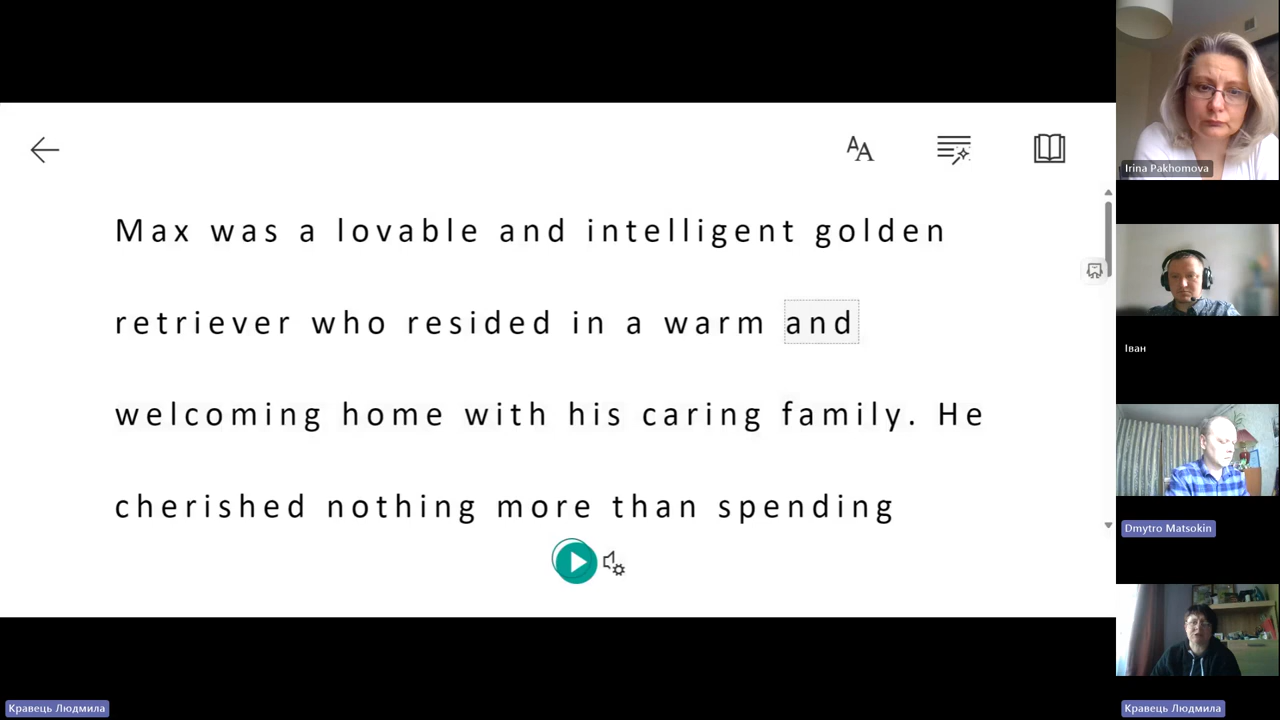 Max was a lovable and intelligent golden
retriever who resided in a warm and
welcoming home with his caring family. He
cherished nothing more than spending
Irina Pakhomova
Іван
Dmytro Matsokin
Кравець Людмила
Кравець Людмила